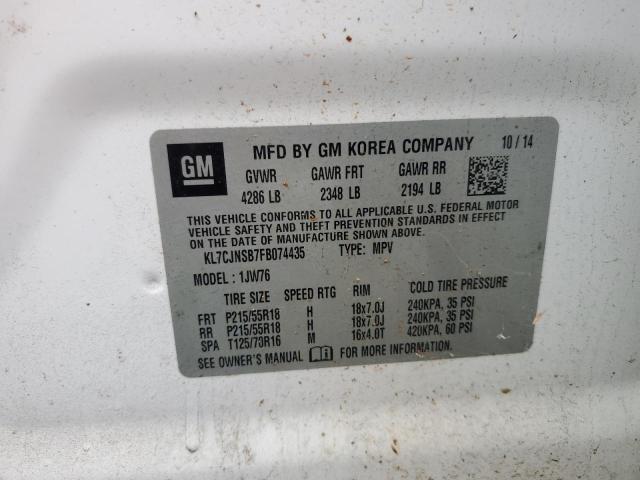 GM
MFD BY GM KOREA COMPANY 10/14
GVWR GAWR FRT GAWR RR
4286 LB 2348 LB 2194 LB
THIS VEHICLE CONFORMS TO ALL APPLICABLE U.S. FEDERAL MOTOR
VEHICLE SAFETY AND THEFT PREVENTION STANDARDS IN EFFECT
ON THE DATE OF MANUFACTURE SHOWN ABOVE.
KL7CJNSB7FB074435 TYPE: MPV
MODEL: 1JW76
TIRE SIZE SPEED RTG RIM COLD TIRE PRESSURE
FRT P215/55R18 H 18x7.0J 240KPA, 35 PSI
RR P215/55R18 H 18x7.0J 240KPA, 35 PSI
SPA T125/70R16 M 16x4.0T 420KPA, 60 PSI
SEE OWNER'S MANUAL FOR MORE INFORMATION.